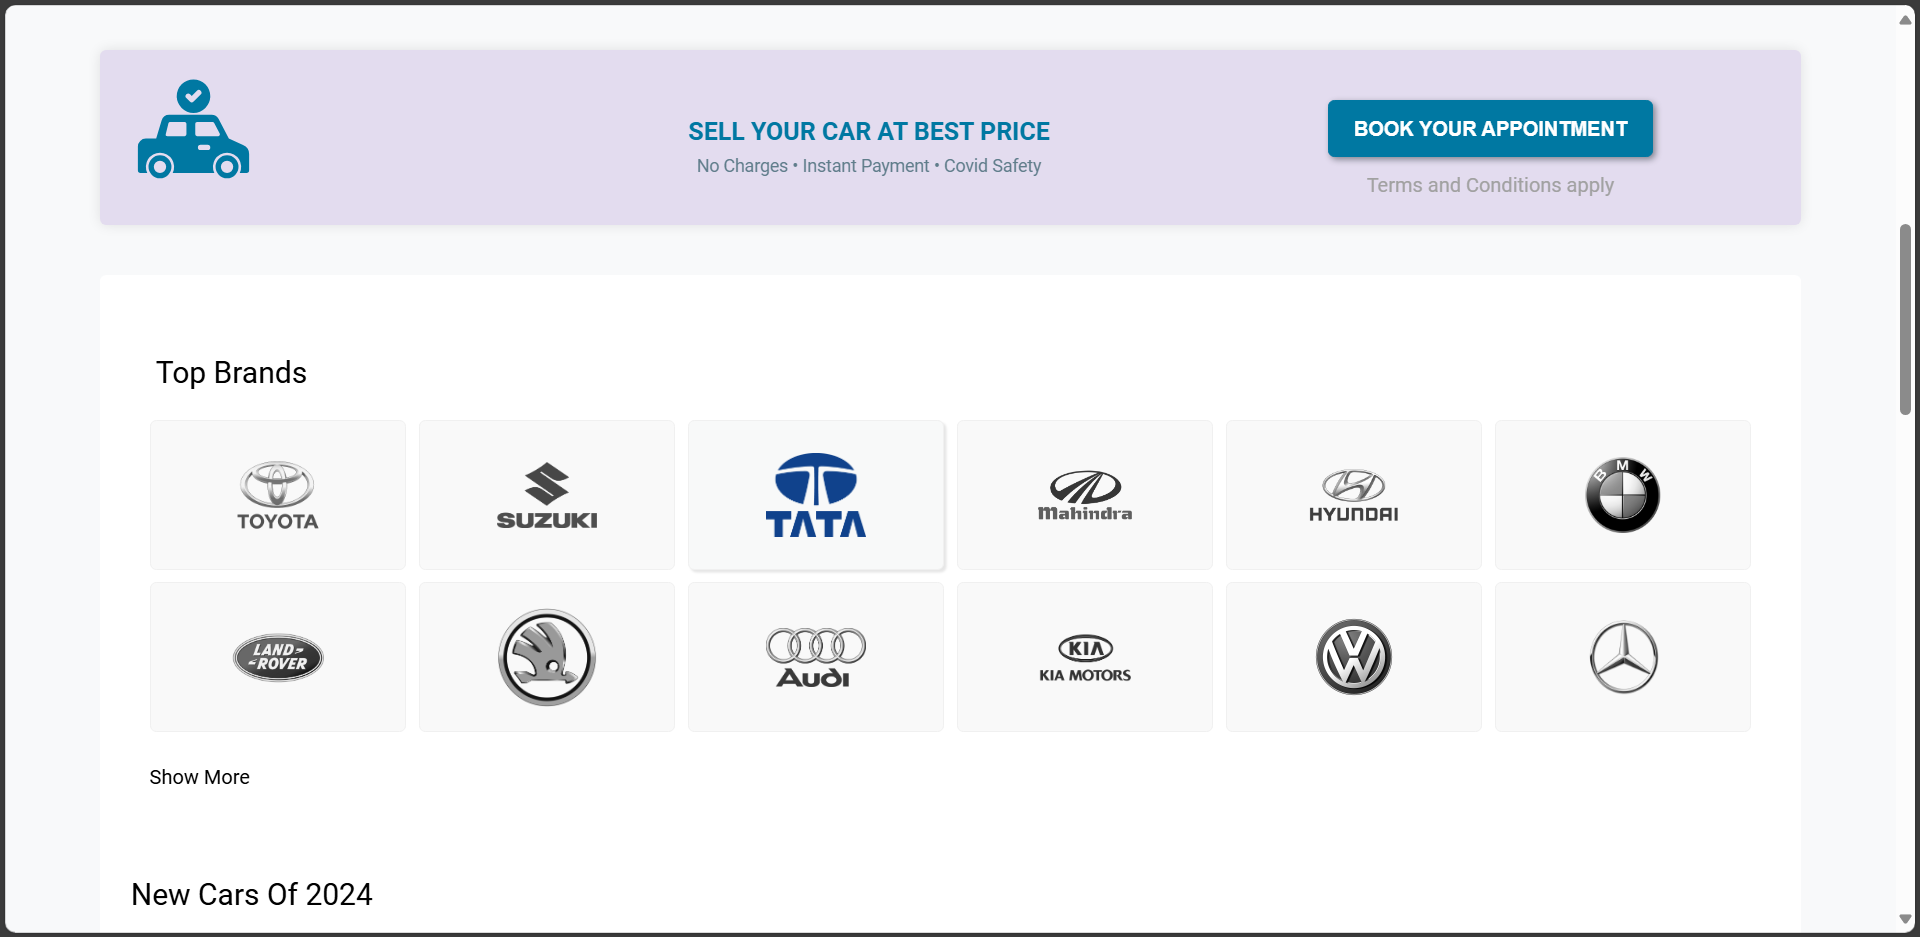 SELL YOUR CAR AT BEST PRICE
No Charges • Instant Payment • Covid Safety
BOOK YOUR APPOINTMENT
Terms and Conditions apply
Top Brands
TOYOTA
SUZUKI
TATA
Mahindra
HYUNDAI
BMW
LAND-
-ROVER
Audi
KIA
KIA MOTORS
Show More
New Cars Of 2024